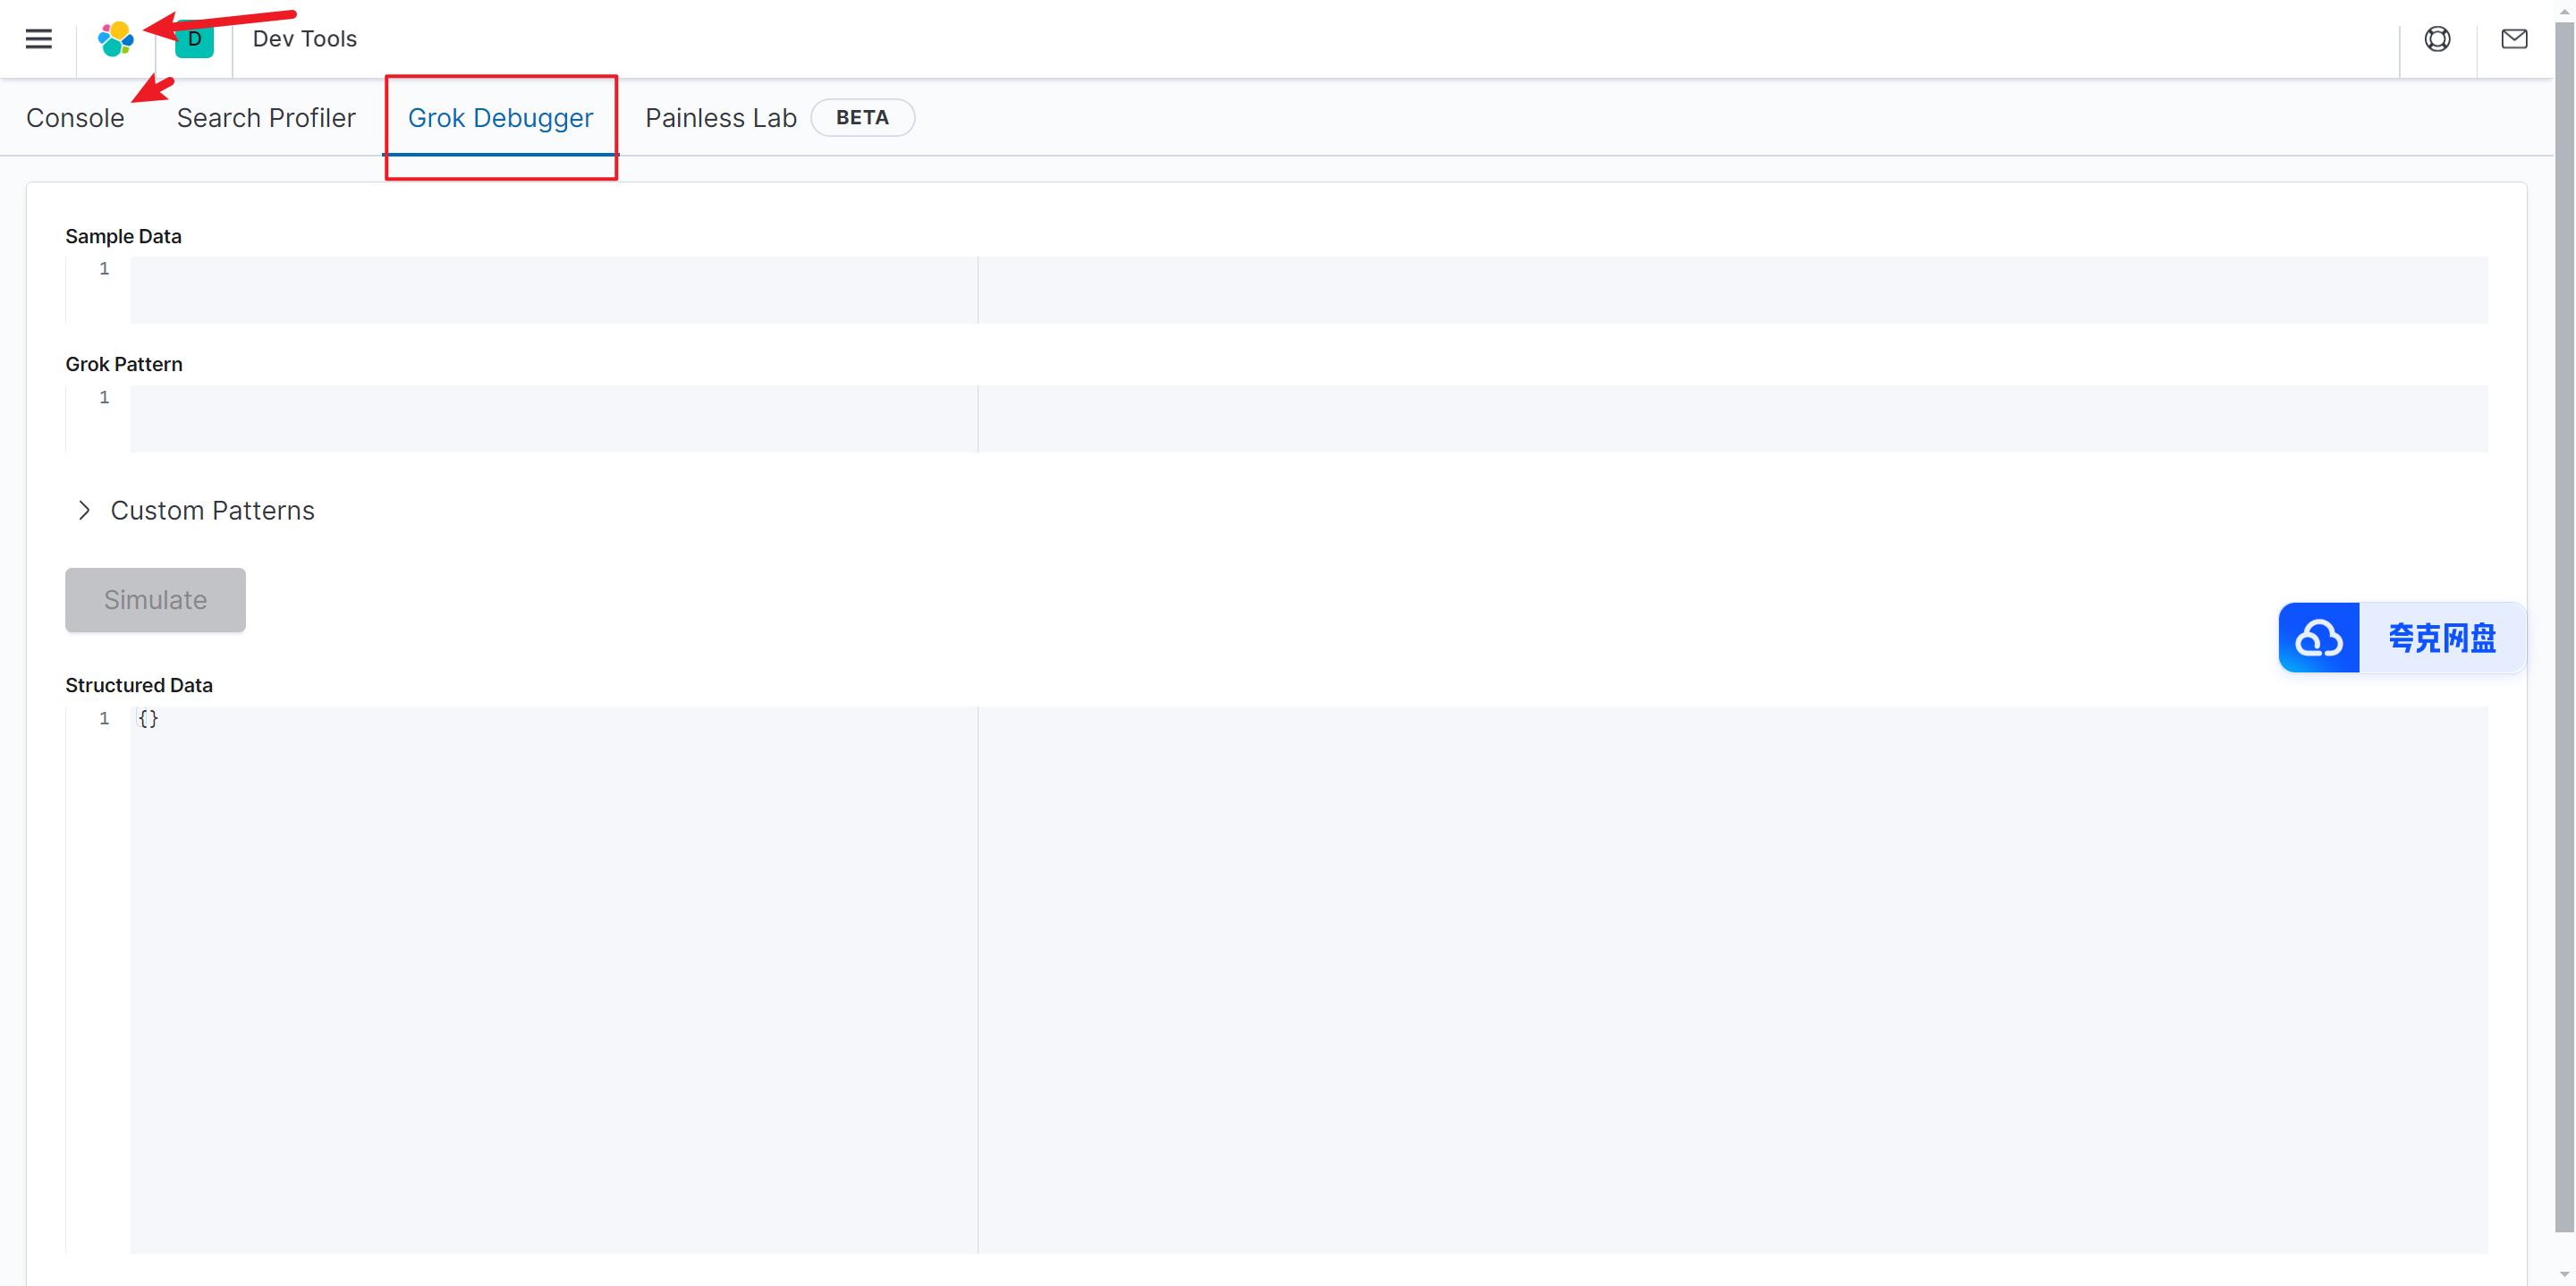 D Dev Tools
Console Search Profiler Grok Debugger Painless Lab BETA
Sample Data
1
Grok Pattern
1
Custom Patterns
Simulate
夸克网盘
Structured Data
1 {}